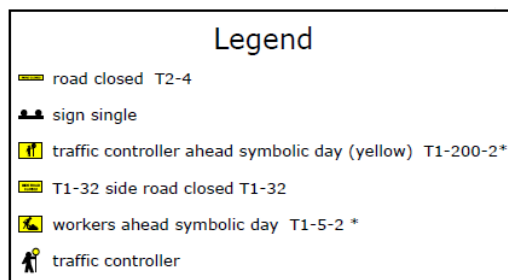 Legend
road closed T2-4
sign single
traffic controller ahead symbolic day (yellow) T1-200-2*
T1-32 side road closed T1-32
workers ahead symbolic day T1-5-2 *
traffic controller